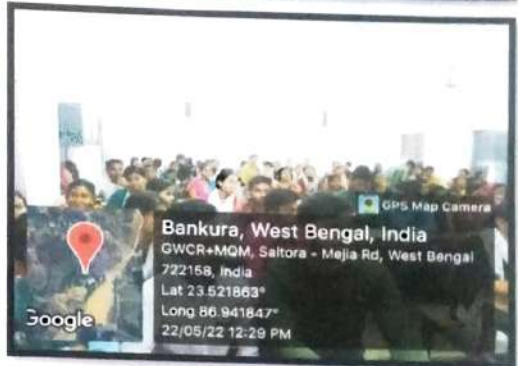 GPS Map Camera
Bankura, West Bengal, India
GWCR+MQM, Saltora - Mejia Rd, West Bengal
722158, India
Lat 23.521863°
Long 86.941847°
22/05/22 12:29 PM
Google